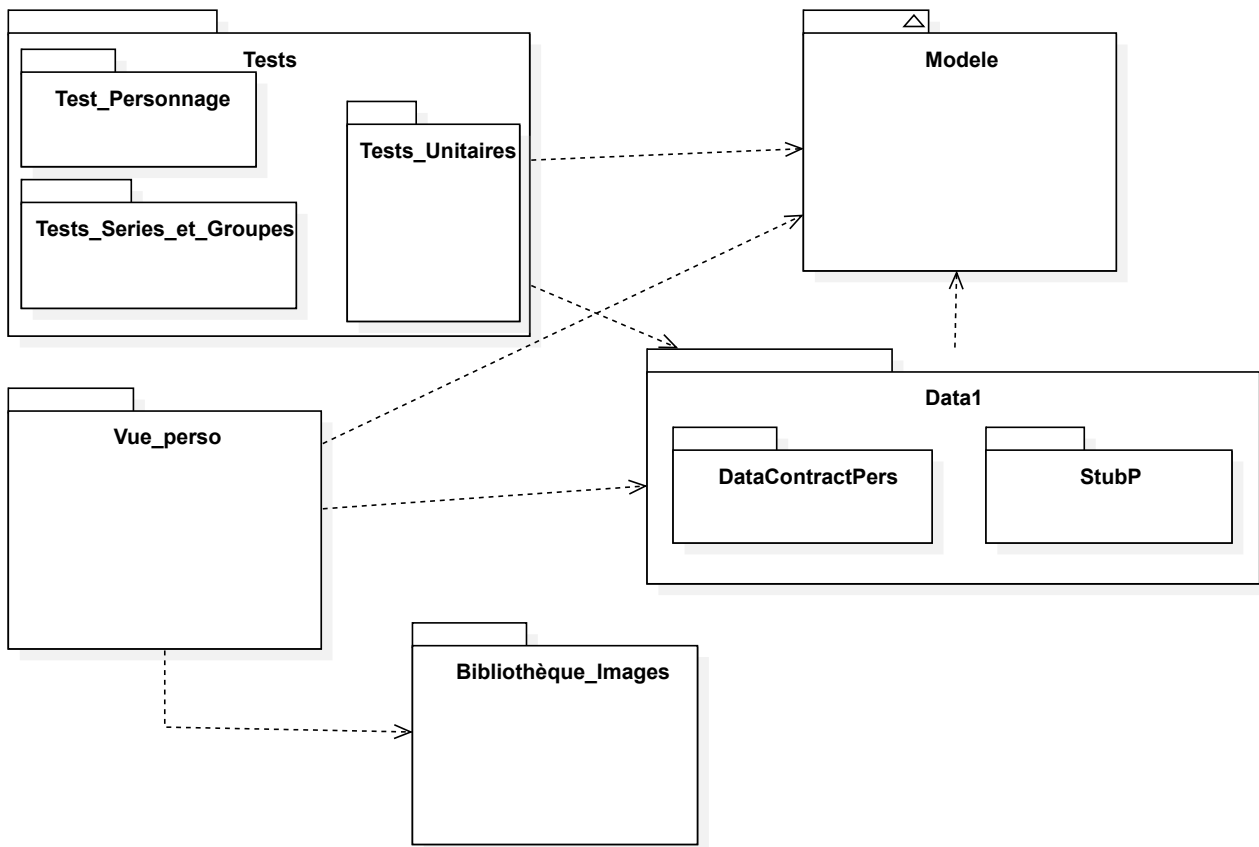 Tests
Test_Personnage
Tests_Unitaires
Tests_Series_et_Groupes
Modele
Vue_perso
Data1
DataContractPers
StubP
Bibliothèque_Images